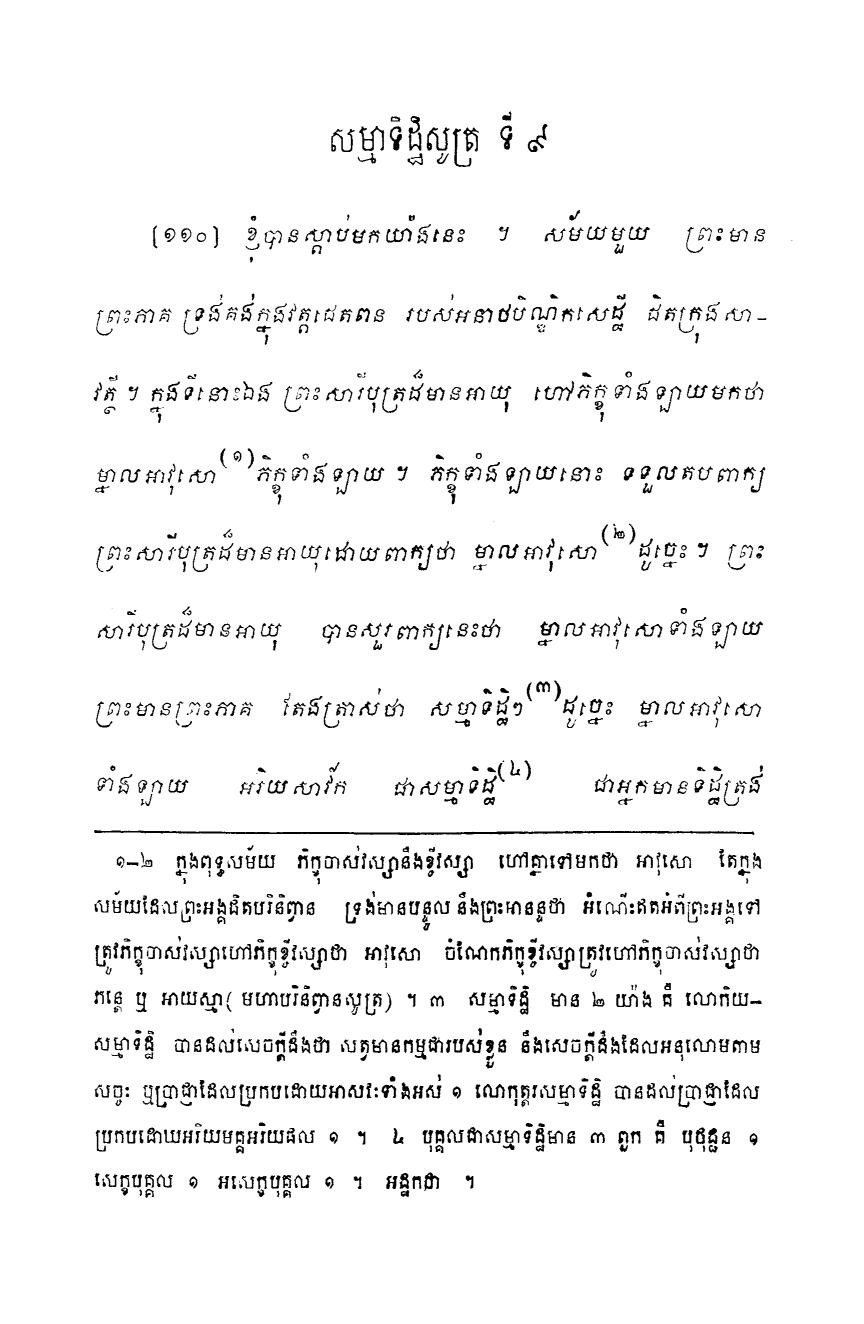 សម្មាទិដ្ឋិសូត្រ ទី ៩
[១១០] ខ្ញុំបានស្តាប់មកយ៉ាងនេះ ។ សម័យមួយ ព្រះមាន
ព្រះភាគ ទ្រង់គង់ក្នុងវត្តជេតពន របស់អនាថបិណ្ឌិកសេដ្ឋី ជិតក្រុងសា-
វត្ថី ។ ក្នុងទីនោះឯង ព្រះសារីបុត្រដ៏មានអាយុ ហៅភិក្ខុទាំងឡាយមកថា
ម្នាលអាវុសោ(១)ភិក្ខុទាំងឡាយ ។ ភិក្ខុទាំងឡាយនោះ ទទួលតបពាក្យ
ព្រះសារីបុត្រដ៏មានអាយុដោយពាក្យថា ម្នាលអាវុសោ(២)ដូច្នេះ ។ ព្រះ
សារីបុត្រដ៏មានអាយុ បានសួរពាក្យនេះថា ម្នាលអាវុសោទាំងឡាយ
ព្រះមានព្រះភាគ តែងត្រាស់ថា សម្មាទិដ្ឋិៗ(៣)ដូច្នេះ ម្នាលអាវុសោ
ទាំងឡាយ អរិយសាវ័ក ជាសម្មាទិដ្ឋិ(៤) ជាអ្នកមានទិដ្ឋិត្រង់
១-២ ក្នុងពុទ្ធសម័យ ភិក្ខុចាស់វស្សានឹងខ្ចីវស្សា ហៅគ្នាទៅមកថា អាវុសោ តែក្នុង
សម័យដែលព្រះអង្គជិតបរិនិព្វាន ទ្រង់មានបន្ទូល នឹងព្រះអានន្ទថា អំណើះឥតអំពីព្រះអង្គទៅ
ត្រូវភិក្ខុចាស់វស្សាហៅភិក្ខុខ្ចីវស្សាថា អាវុសោ ចំណែកភិក្ខុខ្ចីវស្សាត្រូវហៅភិក្ខុចាស់វស្សាថា
ភន្តេ ឬ អាយស្មា( មហាបរិនិព្វានសូត្រ) ។ ៣ សម្មាទិដ្ឋិ មាន ២ យ៉ាង គឺ លោកិយ-
សម្មាទិដ្ឋិ បានដល់សេចក្តីដឹងថា សត្វមានកម្មជារបស់ខ្លួន នឹងសេចក្តីដឹងដែលអនុលោមតាម
សច្ចៈ ឬប្រាជ្ញាដែលប្រកបដោយអាសវៈទាំងអស់ ១ លោកុត្តរសម្មាទិដ្ឋិ បានដល់ប្រាជ្ញាដែល
ប្រកបដោយអរិយមគ្គអរិយផល ១ ។ ៤ បុគ្គលជាសម្មាទិដ្ឋិមាន ៣ ពួក គឺ បុថុជ្ជន ១
សេក្ខបុគ្គល ១ អសេក្ខបុគ្គល ១ ។ អដ្ឋកថា ។